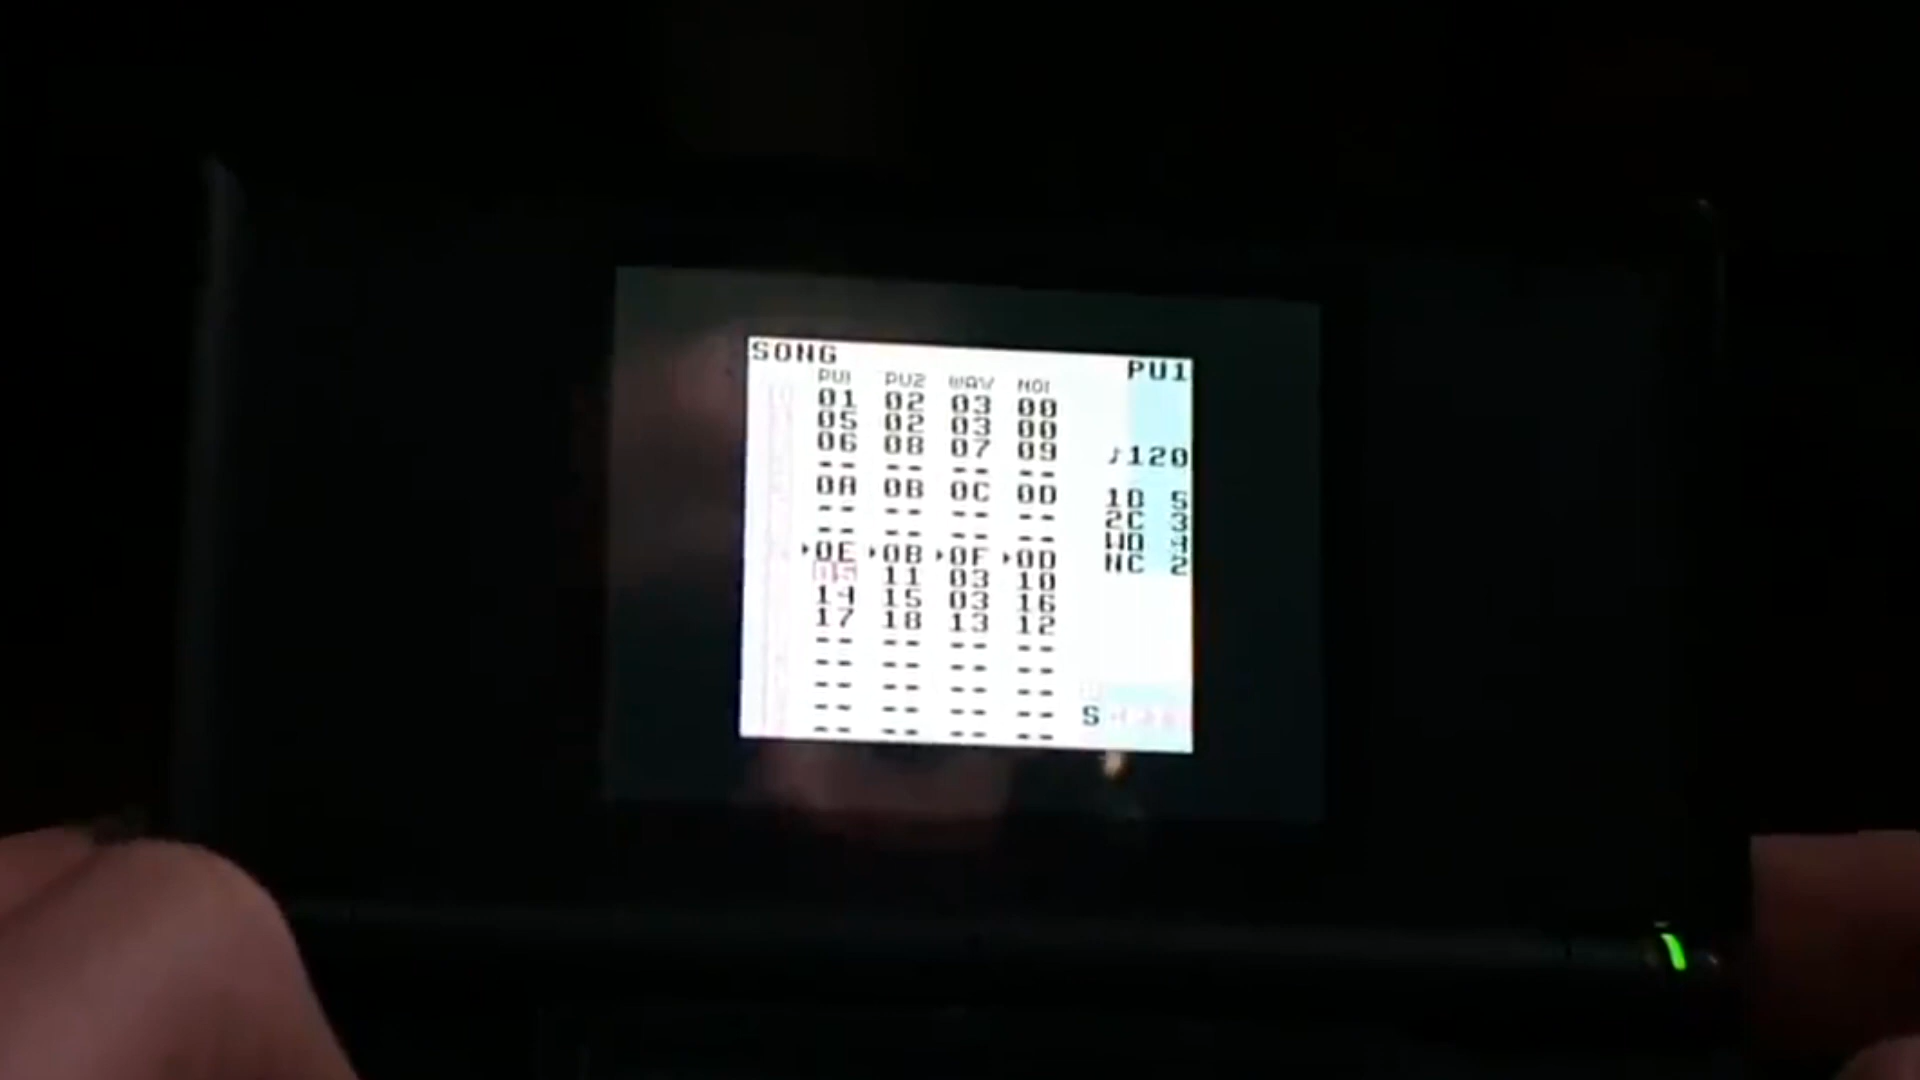 SONG PU1
PU1 PU2 WAV NOI
01 02 03 00
05 02 03 00
06 08 07 09
-- -- -- --
♪120
0A 0B 0C 0D
1D 5
-- -- -- --
2C 3
-- -- -- --
WD 4
0E 0B 0F 0D
NC 2
11 03 10
14 15 03 16
17 18 13 12
-- -- -- --
-- -- -- --
-- -- -- --
-- -- -- --
S
-- -- -- --